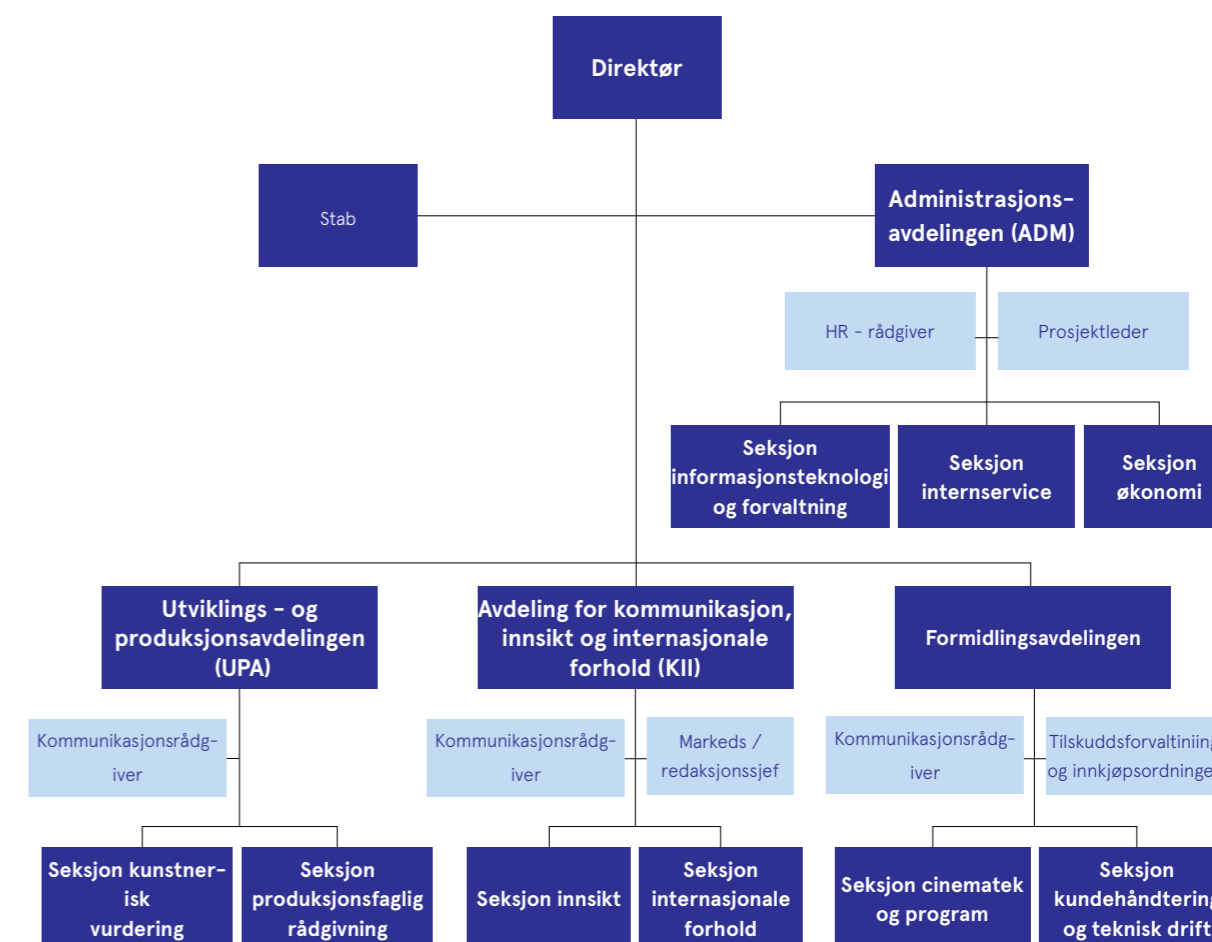 Direktør
Stab
Administrasjons-
avdelingen (ADM)
HR - rådgiver
Prosjektleder
Seksjon
informasjonsteknologi
og forvaltning
Seksjon
internservice
Seksjon
økonomi
Utviklings - og
produksjonsavdelingen
(UPA)
Avdeling for kommunikasjon,
innsikt og internasjonale
forhold (KII)
Formidlingsavdelingen
Kommunikasjonsrådg-
iver
Kommunikasjonsrådg-
iver
Markeds /
redaksjonssjef
Kommunikasjonsrådg-
iver
Tilskuddsforvaltiniing
og innkjøpsordninge
Seksjon kunstner-
isk
vurdering
Seksjon
produksjonsfaglig
rådgivning
Seksjon innsikt
Seksjon
internasjonale
forhold
Seksjon cinematek
og program
Seksjon
kundehåndtering
og teknisk drift